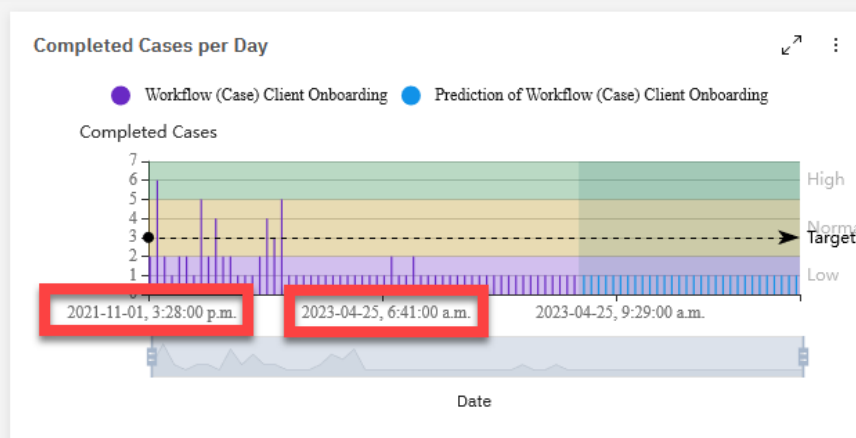 Completed Cases per Day
Workflow (Case) Client Onboarding
Prediction of Workflow (Case) Client Onboarding
Completed Cases
7
6
5
4
3
2
1
High
Target
Low
2021-11-01, 3:28:00 p.m.
2023-04-25, 6:41:00 a.m.
2023-04-25, 9:29:00 a.m.
Date